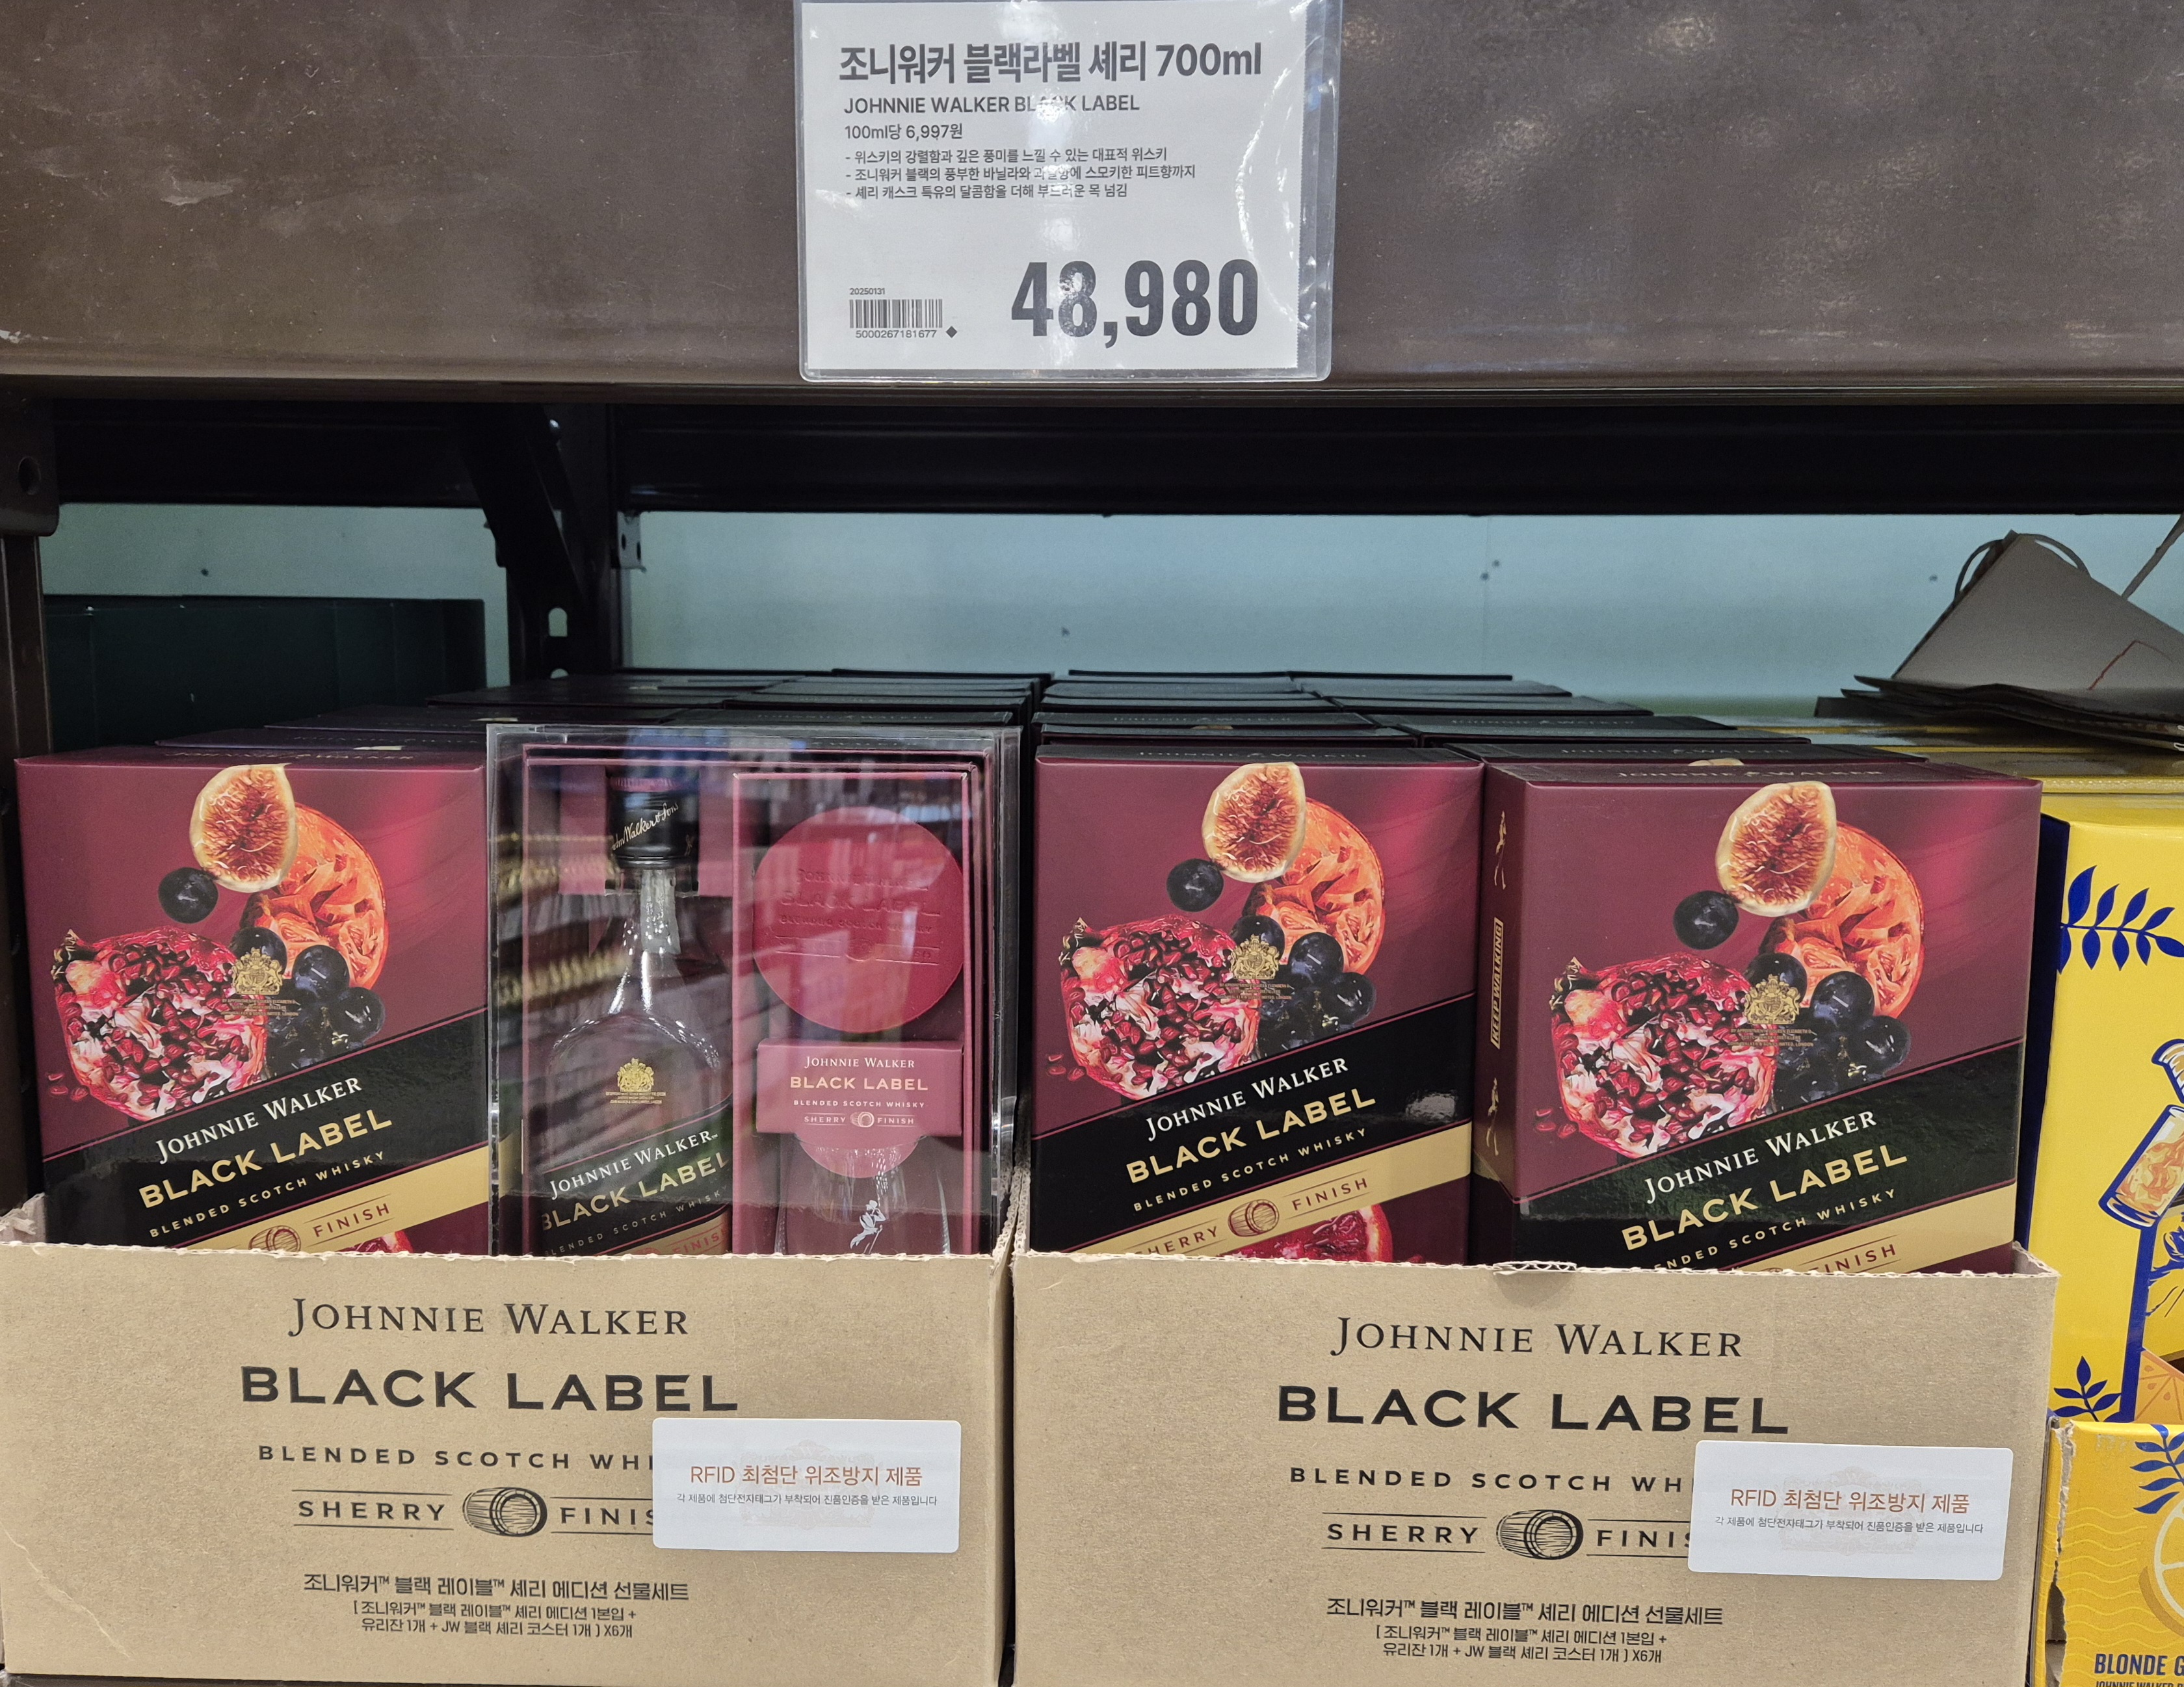 조니워커 블랙라벨 셰리 700ml
JOHNNIE WALKER BLACK LABEL
100ml당 6,997원
- 위스키의 강렬함과 깊은 풍미를 느낄 수 있는 대표적 위스키
- 조니워커 블랙의 풍부한 바닐라와 과일향에 스모키한 피트향까지
- 셰리 캐스크 특유의 달콤함을 더해 부드러운 목 넘김
20250131
5000267181677
48,980
JOHNNIE WALKER
BLACK LABEL
BLENDED SCOTCH WHISKY
FINISH
JOHNNIE WALKER
BLACK LABEL
JOHNNIE WALKER
BLACK LABEL
BLENDED SCOTCH WHISKY
SHERRY FINISH
JOHNNIE WALKER
BLACK LABEL
BLENDED SCOTCH WHISKY
SHERRY FINISH
JOHNNIE WALKER
BLACK LABEL
BLENDED SCOTCH WHISKY
FINISH
JOHNNIE WALKER
BLACK LABEL
BLENDED SCOTCH WHI
SHERRY FINIS
RFID 최첨단 위조방지 제품
각 제품에 첨단전자태그가 부착되어 진품인증을 받은 제품입니다
조니워커™ 블랙 레이블™ 셰리 에디션 선물세트
[ 조니워커™ 블랙 레이블™ 셰리 에디션 1본입 +
유리잔 1개 + JW 블랙 셰리 코스터 1개 ] X6개
JOHNNIE WALKER
BLACK LABEL
BLENDED SCOTCH WH
SHERRY FINIS
RFID 최첨단 위조방지 제품
각 제품에 첨단전자태그가 부착되어 진품인증을 받은 제품입니다
조니워커™ 블랙 레이블™ 셰리 에디션 선물세트
[ 조니워커™ 블랙 레이블™ 셰리 에디션 1본입 +
유리잔 1개 + JW 블랙 셰리 코스터 1개 ] X6개
BLONDE G